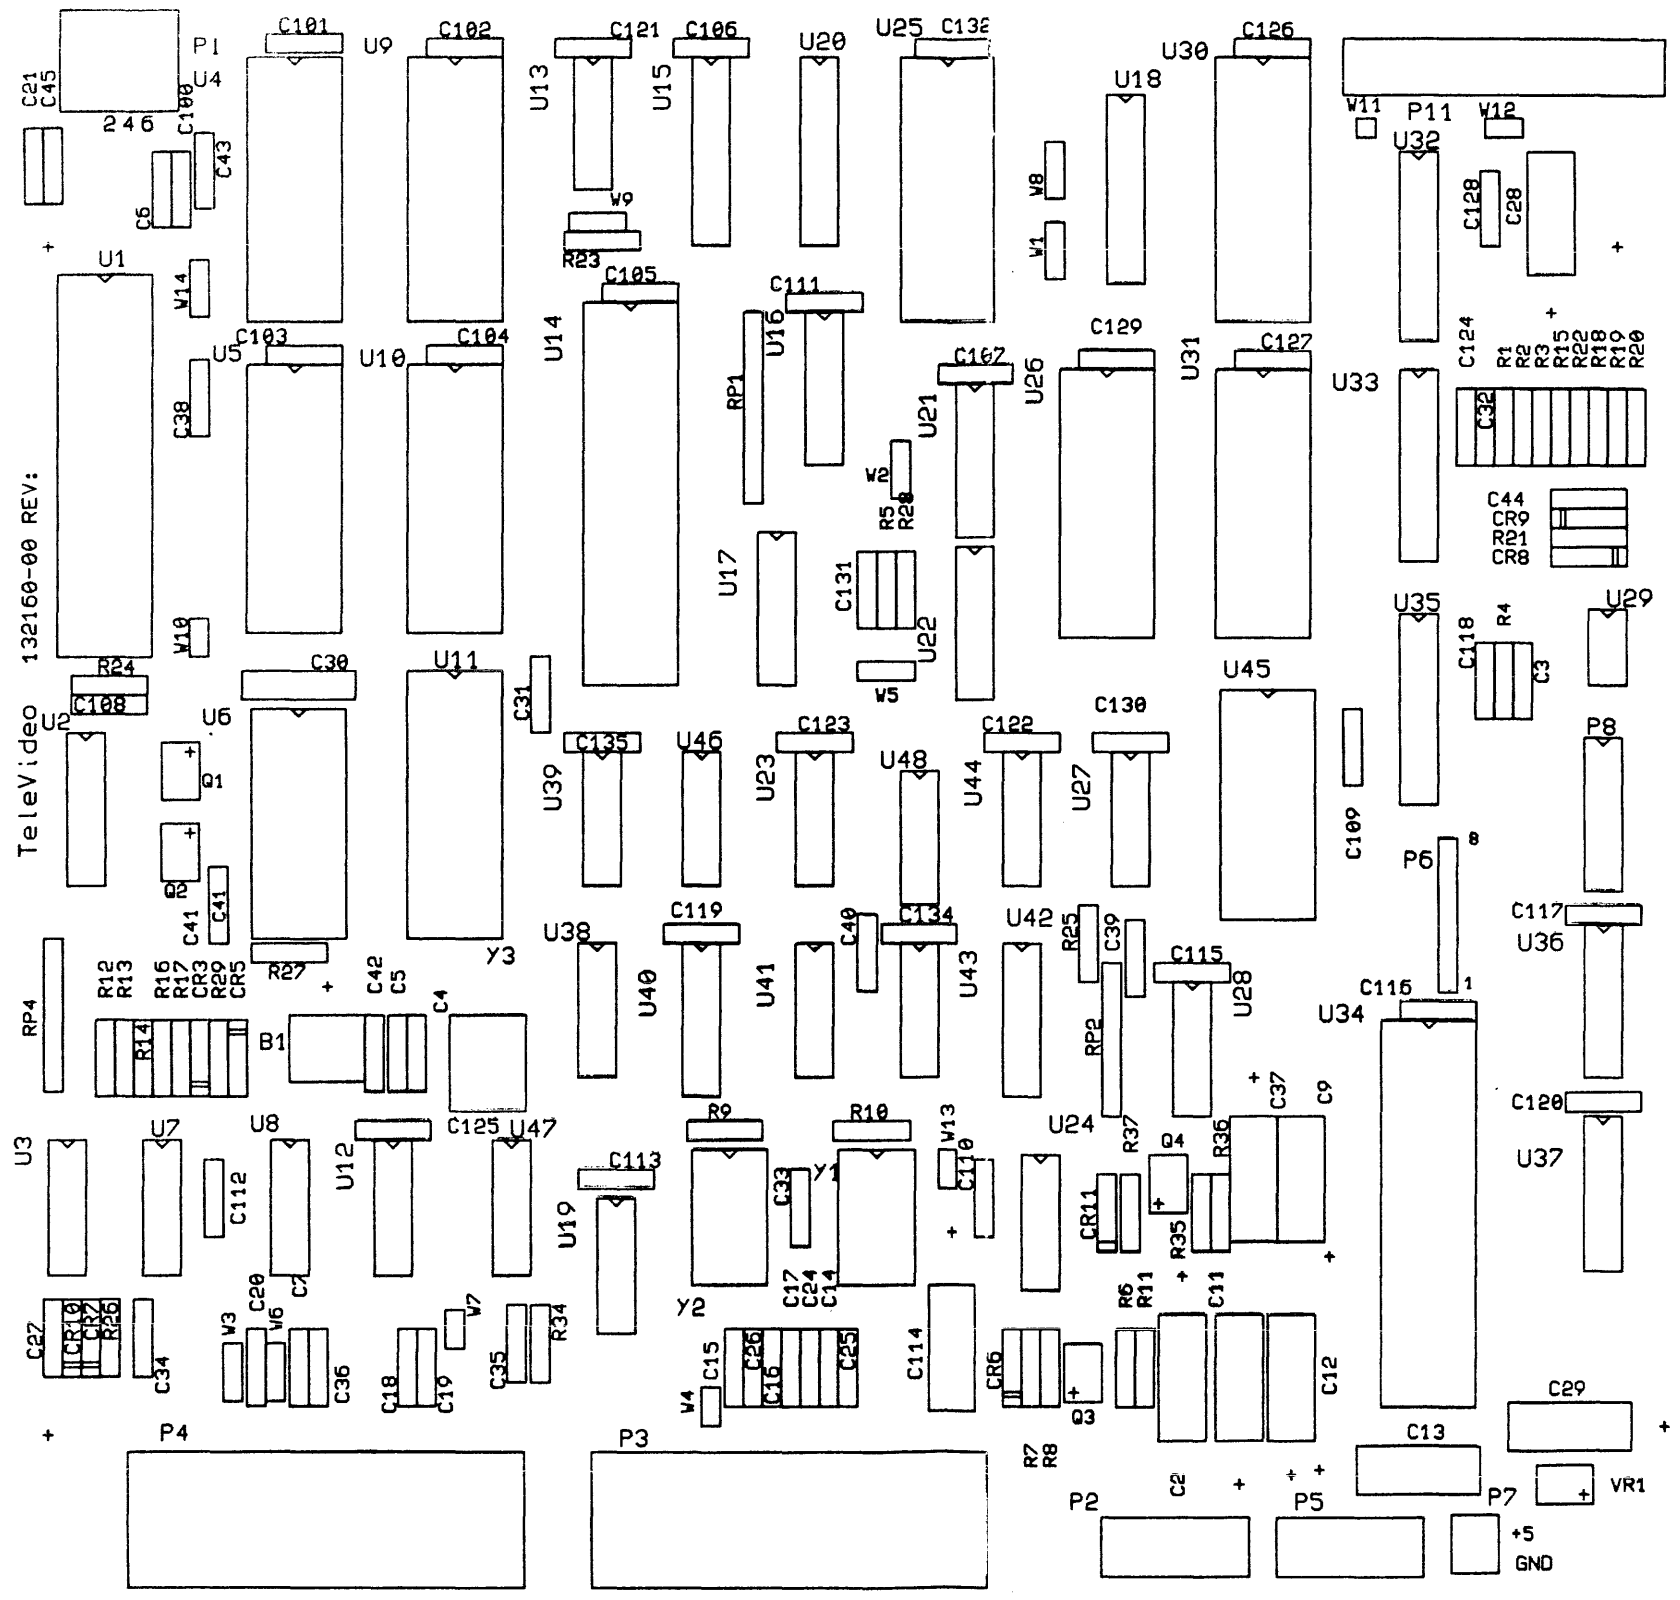 C101
C102
C121
C106
U20
U25
C132
C126
P1
U9
U4
U13
U15
U30
U18
C21
C45
C100
246
W11
P11
W12
U32
C43
C6
W8
W1
C128
C28
W9
R23
+
+
U1
W14
C105
C111
U14
U16
+
C103
U5
U10
C104
C129
C127
U31
C107
U26
U33
C124
R1
R2
R3
R15
R22
R18
R19
R20
C32
C38
RP1
U21
W2
R5
R28
C44
CR9
R21
CR8
TeleVideo 132160-00 REV:
U17
C131
U22
W5
W10
U35
U29
R4
C118
C3
R24
C108
U2
C30
U11
C31
U45
U6
C135
U46
C123
C122
C130
P8
+
Q1
U39
U23
U48
U44
U27
C109
+
Q2
C41
C41
P6
8
1
U38
C119
C40
C134
U42
R25
C39
C117
U36
R27
Y3
U40
U41
U43
C115
U28
C116
U34
RP4
R12
R13
R16
R17
CR3
R29
CR5
+
C42
C5
C4
R14
B1
RP2
+
C37
C9
C120
U3
U7
U8
U12
C125
U47
R9
R10
W13
U24
R37
Q4
R36
U37
C112
U19
C113
C33
Y1
C110
+
CR11
+
R35
+
+
C27
CR10
CR7
R26
C34
W3
C20
W6
C7
C36
C18
C19
W7
C35
R34
Y2
C17
C24
C14
C15
C26
C16
C25
W4
C114
CR6
+
Q3
R6
R11
C11
C12
C29
+
+
P4
P3
R7
R8
C13
C2
+
+
+
P2
P5
P7
+
VR1
+5
GND